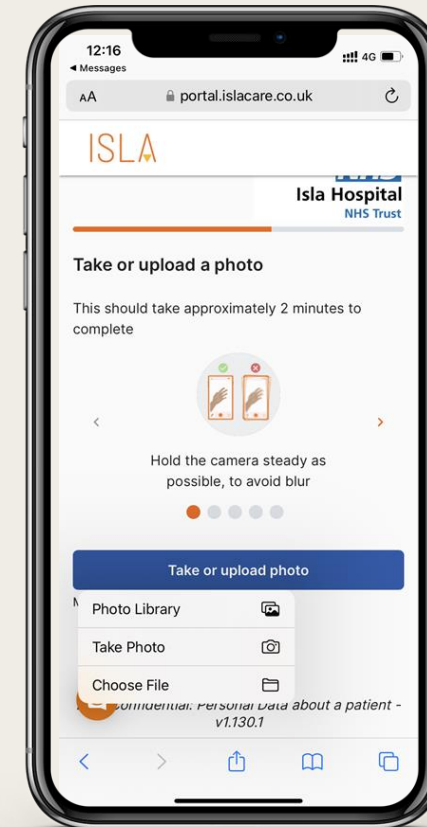 12:16
4G
◀ Messages
AA portal.islacare.co.uk
ISLA
Isla Hospital
NHS Trust
Take or upload a photo
This should take approximately 2 minutes to
complete
Hold the camera steady as
possible, to avoid blur
Take or upload photo
Photo Library
Take Photo
Choose File
Personal Data about a patient -
v1.130.1